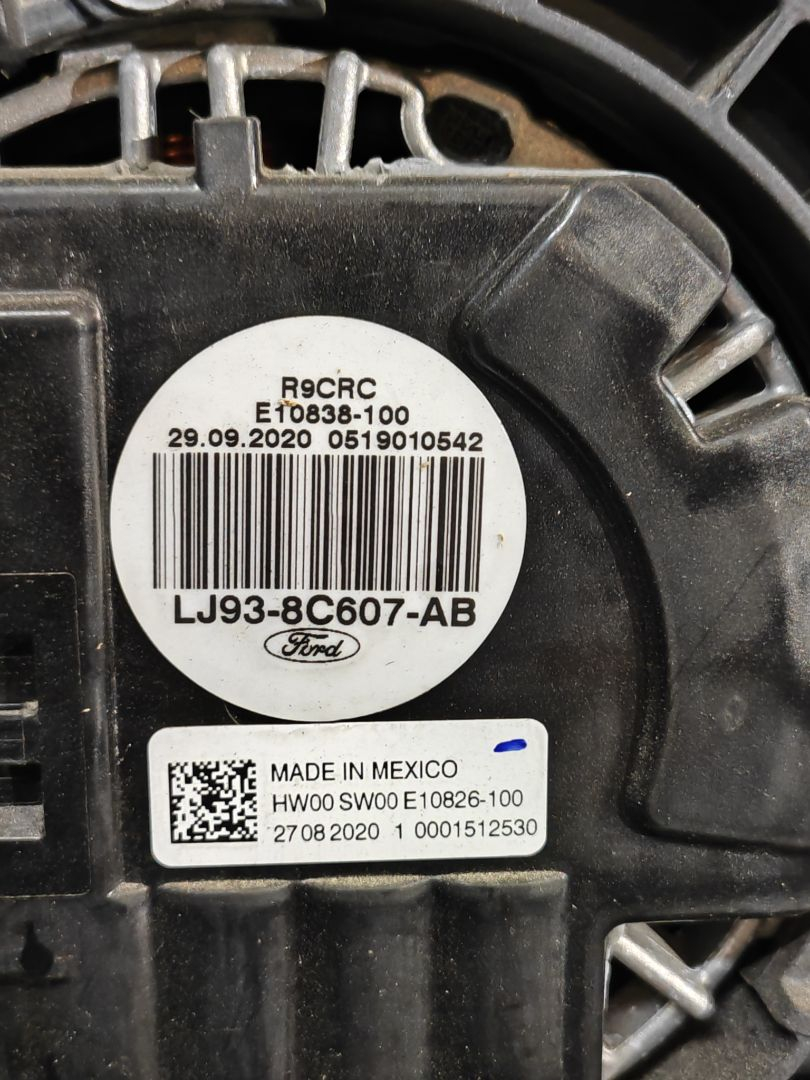 R9CRC
E10838-100
29.09.2020 0519010542
LJ93-8C607-AB
Ford
MADE IN MEXICO
HW00 SW00 E10826-100
27 08 2020 1 0001512530